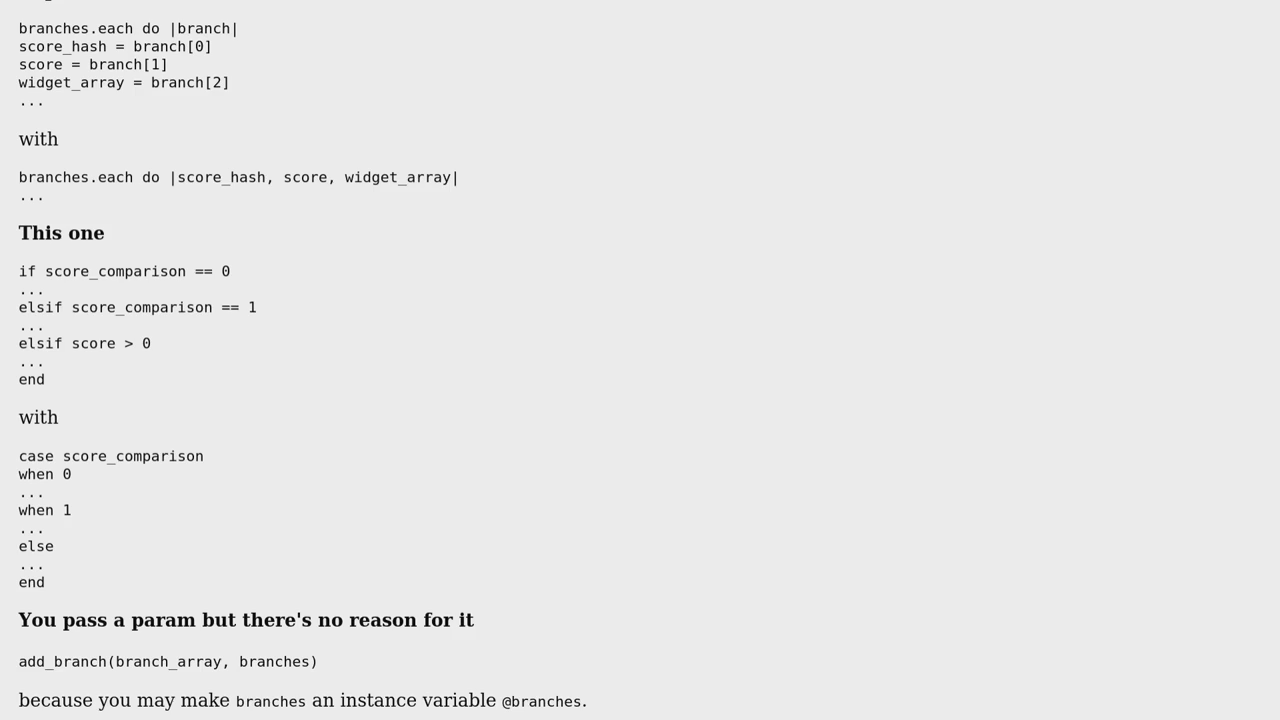 branches.each do |branch|
score_hash = branch[0]
score = branch[1]
widget_array = branch[2]
...
with
branches.each do |score_hash, score, widget_array|
...
This one
if score_comparison == 0
...
elsif score_comparison == 1
...
elsif score > 0
...
end
with
case score_comparison
when 0
...
when 1
...
else
...
end
You pass a param but there's no reason for it
add_branch(branch_array, branches)
because you may make branches an instance variable @branches.